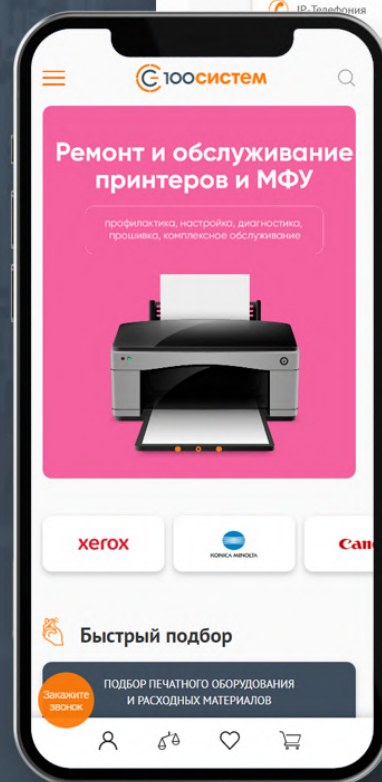 IP-Телефония
100систем
Ремонт и обслуживание
принтеров и МФУ
профилактика, настройка, диагностика,
прошивка, комплексное обслуживание
xerox
KONICA MINOLTA
Can
Быстрый подбор
ПОДБОР ПЕЧАТНОГО ОБОРУДОВАНИЯ
И РАСХОДНЫХ МАТЕРИАЛОВ
Закажите
звонок